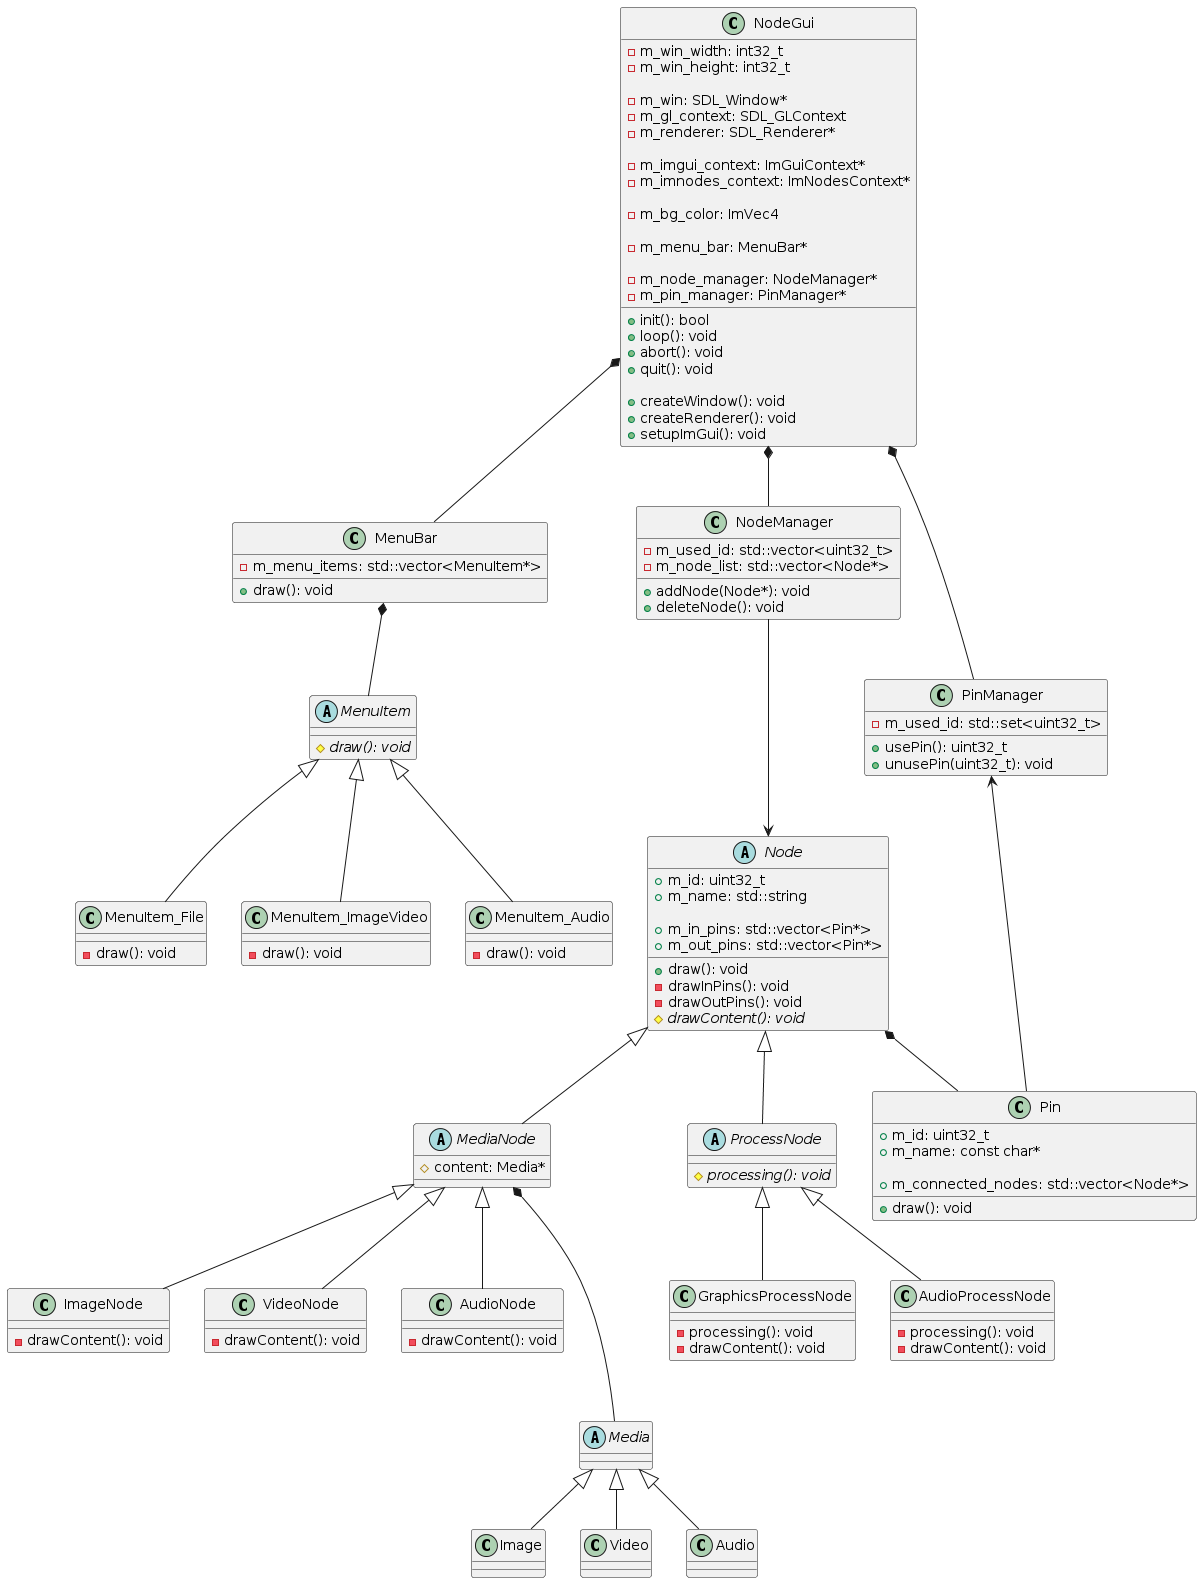 NodeGui
m_win_width: int32_t
m_win_height: int32_t
m_win: SDL_Window*
m_gl_context: SDL_GLContext
m_renderer: SDL_Renderer*
m_imgui_context: ImGuiContext*
m_imnodes_context: ImNodesContext*
m_bg_color: ImVec4
m_menu_bar: MenuBar*
m_node_manager: NodeManager*
m_pin_manager: PinManager*
init(): bool
loop(): void
abort(): void
quit(): void
createWindow(): void
createRenderer(): void
setupImGui(): void
MenuBar
m_menu_items: std::vector<MenuItem*>
draw(): void
NodeManager
m_used_id: std::vector<uint32_t>
m_node_list: std::vector<Node*>
addNode(Node*): void
deleteNode(): void
PinManager
m_used_id: std::set<uint32_t>
usePin(): uint32_t
unusePin(uint32_t): void
MenuItem
draw(): void
MenuItem_File
draw(): void
MenuItem_ImageVideo
draw(): void
MenuItem_Audio
draw(): void
Node
m_id: uint32_t
m_name: std::string
m_in_pins: std::vector<Pin*>
m_out_pins: std::vector<Pin*>
draw(): void
drawInPins(): void
drawOutPins(): void
drawContent(): void
MediaNode
content: Media*
ProcessNode
processing(): void
Pin
m_id: uint32_t
m_name: const char*
m_connected_nodes: std::vector<Node*>
draw(): void
ImageNode
drawContent(): void
VideoNode
drawContent(): void
AudioNode
drawContent(): void
GraphicsProcessNode
processing(): void
drawContent(): void
AudioProcessNode
processing(): void
drawContent(): void
Media
Image
Video
Audio